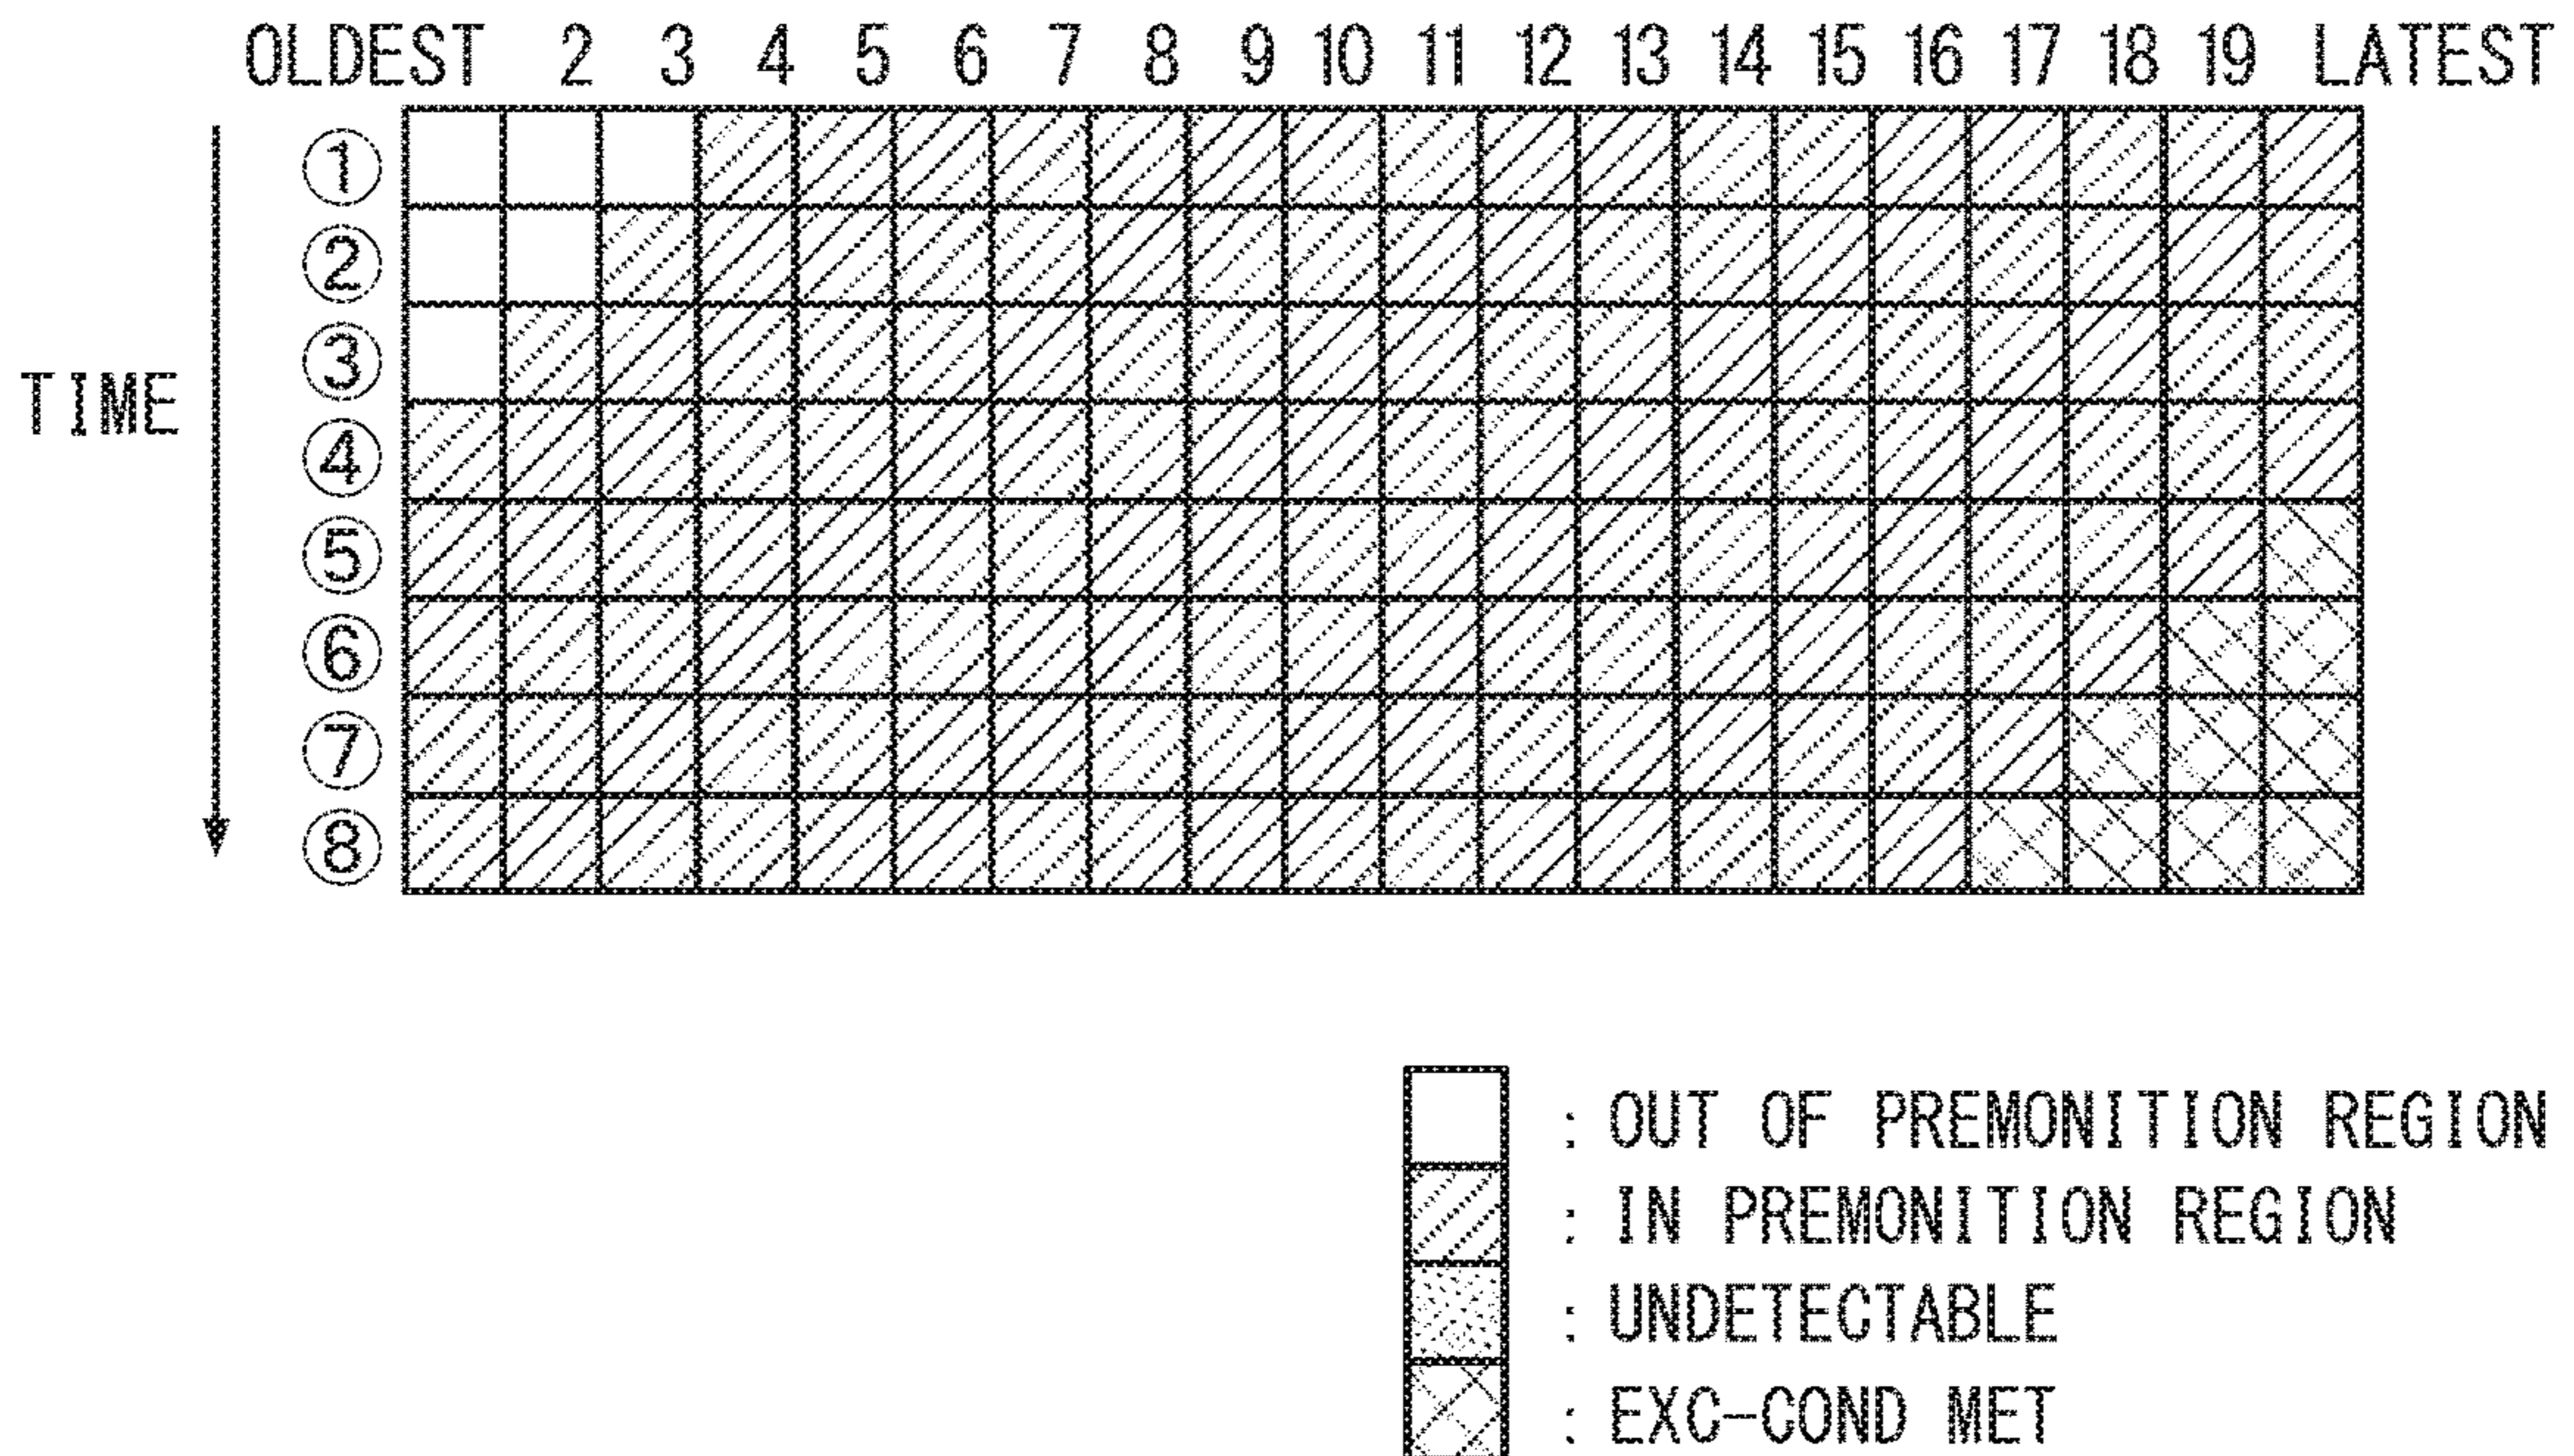 OLDEST 2 3 4 5 6 7 8 9 10 11 12 13 14 15 16 17 18 19 LATEST
①
②
③
TIME
④
⑤
⑥
⑦
⑧
: OUT OF PREMONITION REGION
: IN PREMONITION REGION
: UNDETECTABLE
: EXC-COND MET